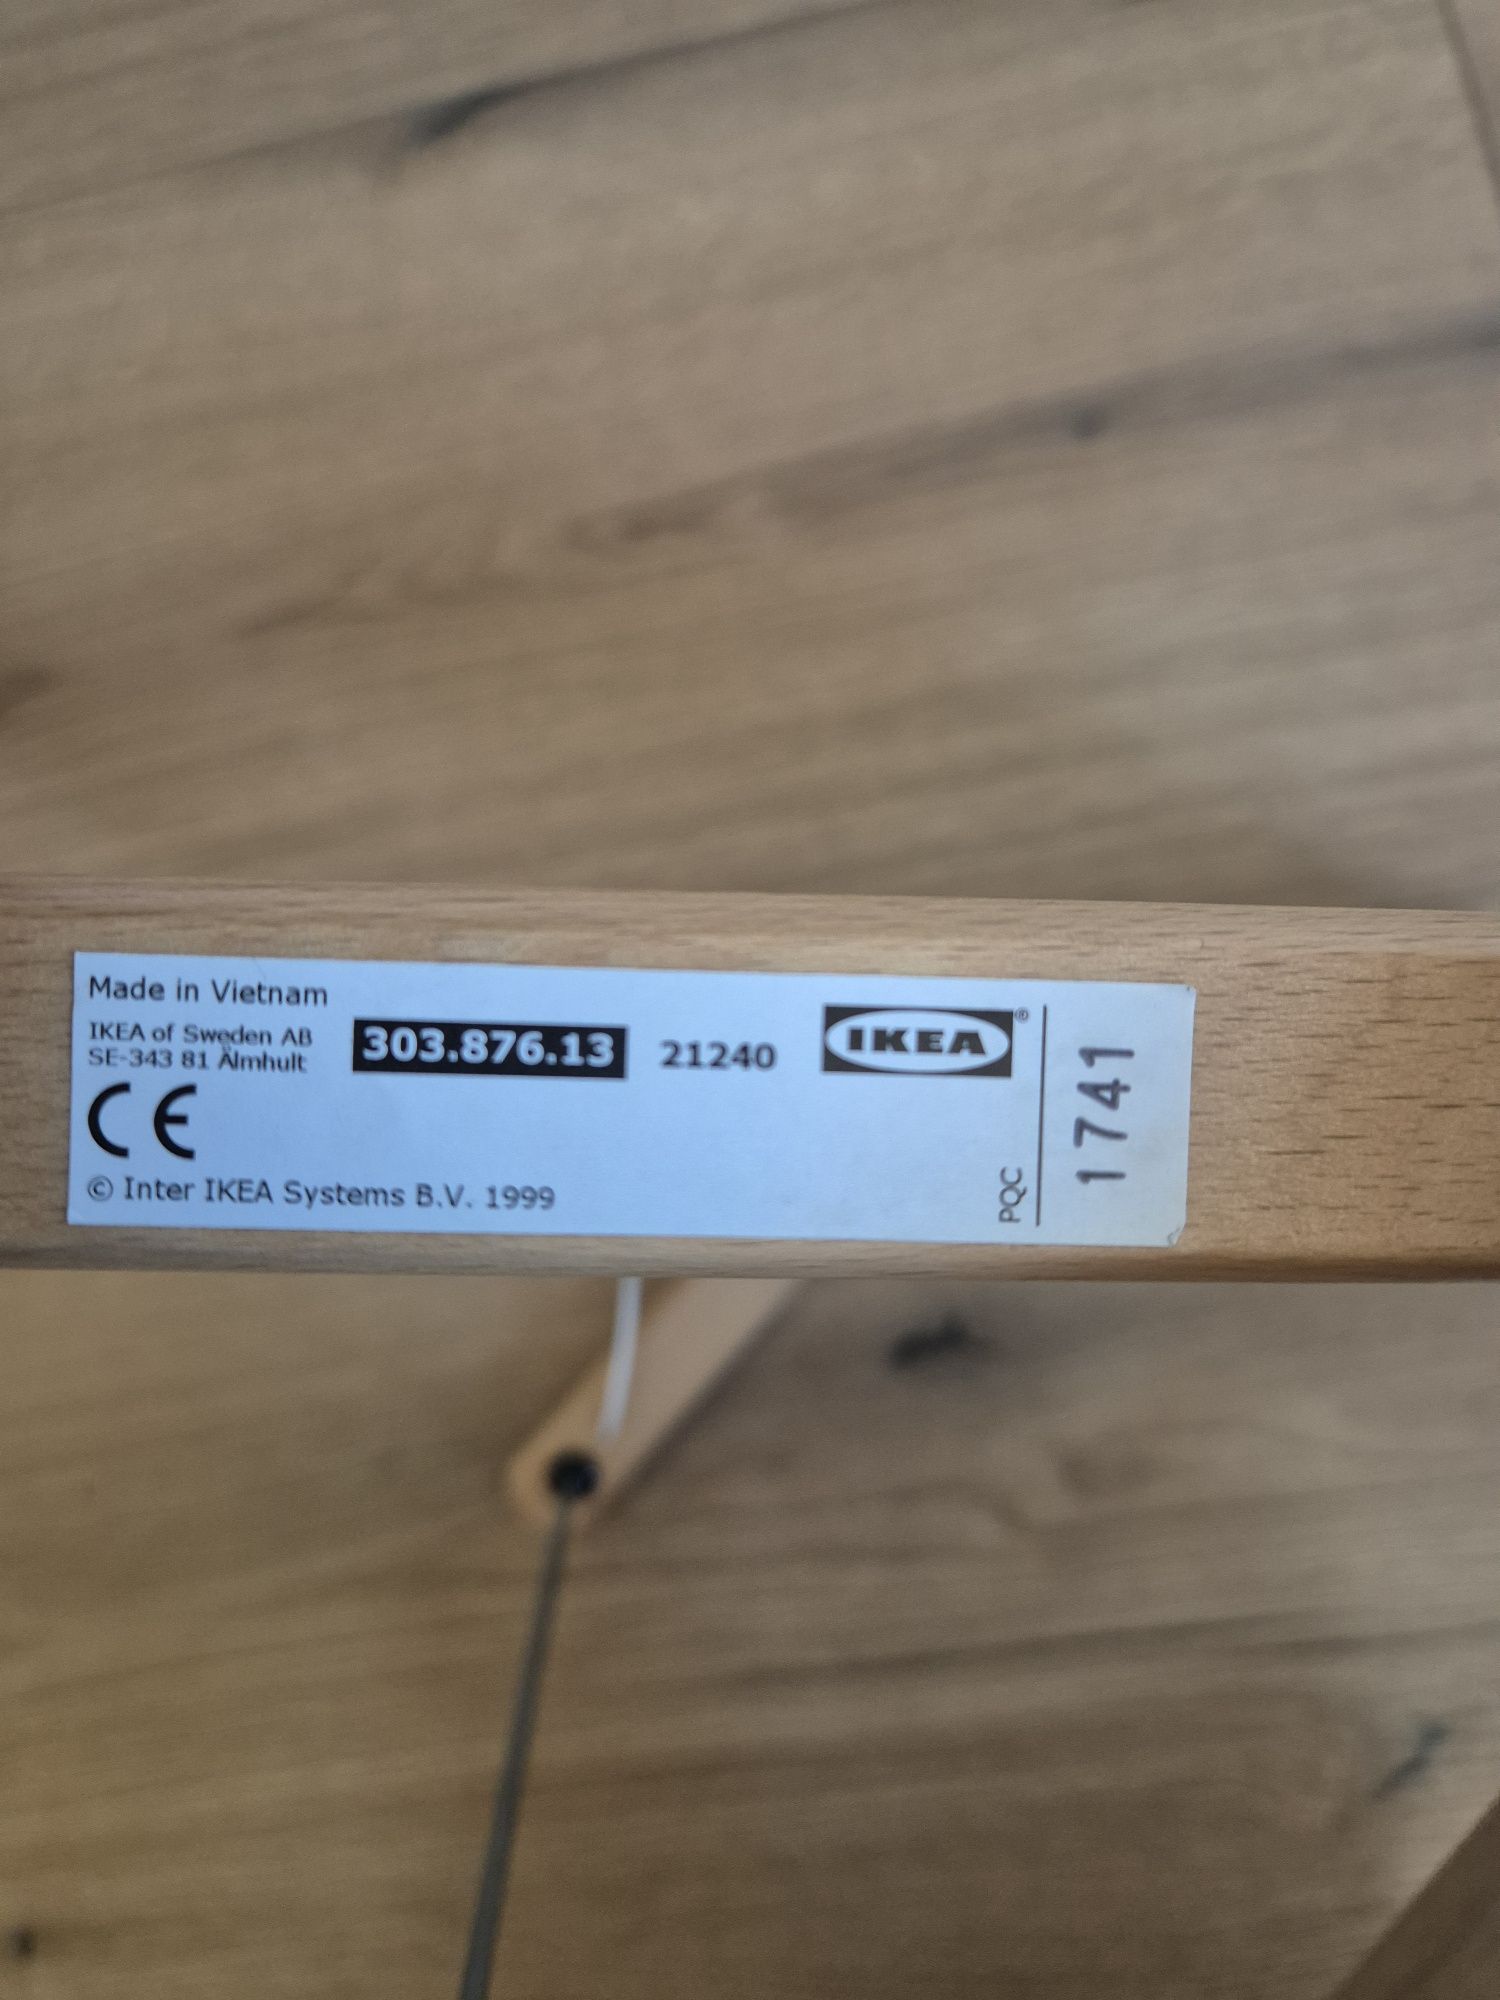 Made in Vietnam
IKEA of Sweden AB
SE-343 81 Älmhult
303.876.13
21240
IKEA®
CE
© Inter IKEA Systems B.V. 1999
PQC
1741